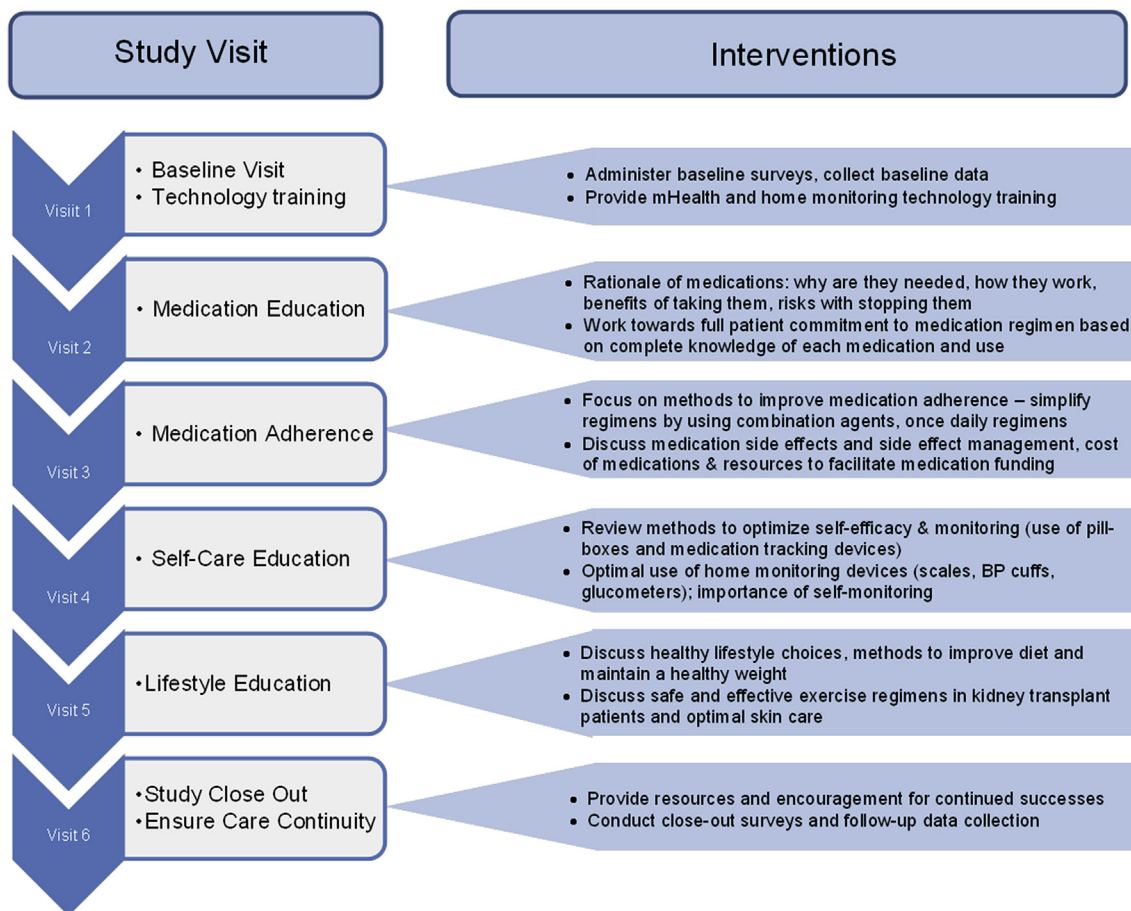 Study Visit
Interventions
Visiit 1
• Baseline Visit
• Technology training
• Administer baseline surveys, collect baseline data
• Provide mHealth and home monitoring technology training
Visit 2
• Medication Education
• Rationale of medications: why are they needed, how they work,
benefits of taking them, risks with stopping them
• Work towards full patient commitment to medication regimen based
on complete knowledge of each medication and use
Visit 3
• Medication Adherence
• Focus on methods to improve medication adherence – simplify
regimens by using combination agents, once daily regimens
• Discuss medication side effects and side effect management, cost
of medications & resources to facilitate medication funding
Visit 4
• Self-Care Education
• Review methods to optimize self-efficacy & monitoring (use of pill-
boxes and medication tracking devices)
• Optimal use of home monitoring devices (scales, BP cuffs,
glucometers); importance of self-monitoring
Visit 5
•Lifestyle Education
• Discuss healthy lifestyle choices, methods to improve diet and
maintain a healthy weight
• Discuss safe and effective exercise regimens in kidney transplant
patients and optimal skin care
Visit 6
•Study Close Out
•Ensure Care Continuity
• Provide resources and encouragement for continued successes
• Conduct close-out surveys and follow-up data collection